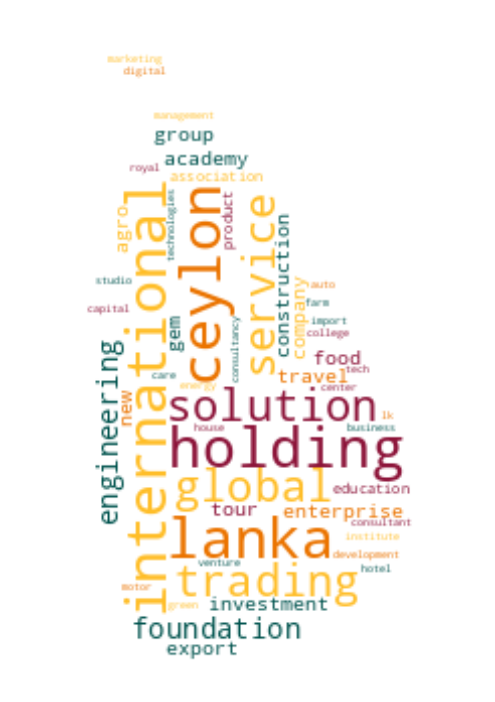 marketing
digital
management
group
academy
royal
association
technologies
product
agro
international
ceylon
service
construction
studio
auto
farm
capital
company
import
gem
consultancy
college
engineering
food
care
travel
tech
energy
center
new
solution
lk
house
business
holding
global
education
tour
enterprise
consultant
lanka
institute
development
venture
hotel
trading
motor
green
investment
foundation
export